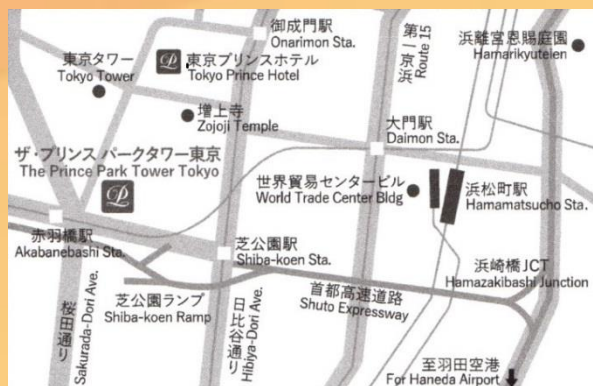 御成門駅
Onarimon Sta.
第一京浜
Route 15
浜離宮恩賜庭園
Hamarikyuteien
東京タワー
Tokyo Tower
東京プリンスホテル
Tokyo Prince Hotel
増上寺
Zojoji Temple
大門駅
Daimon Sta.
ザ・プリンス パークタワー東京
The Prince Park Tower Tokyo
世界貿易センタービル
World Trade Center Bldg
浜松町駅
Hamamatsucho Sta.
赤羽橋駅
Akabanebashi Sta.
芝公園駅
Shiba-koen Sta.
浜崎橋JCT
Hamazakibashi Junction
桜田通り
Sakurada-Dori Ave.
芝公園ランプ
Shiba-koen Ramp
日比谷通り
Hibiya-Dori Ave.
首都高速道路
Shuto Expressway
至羽田空港
For Haneda Airport